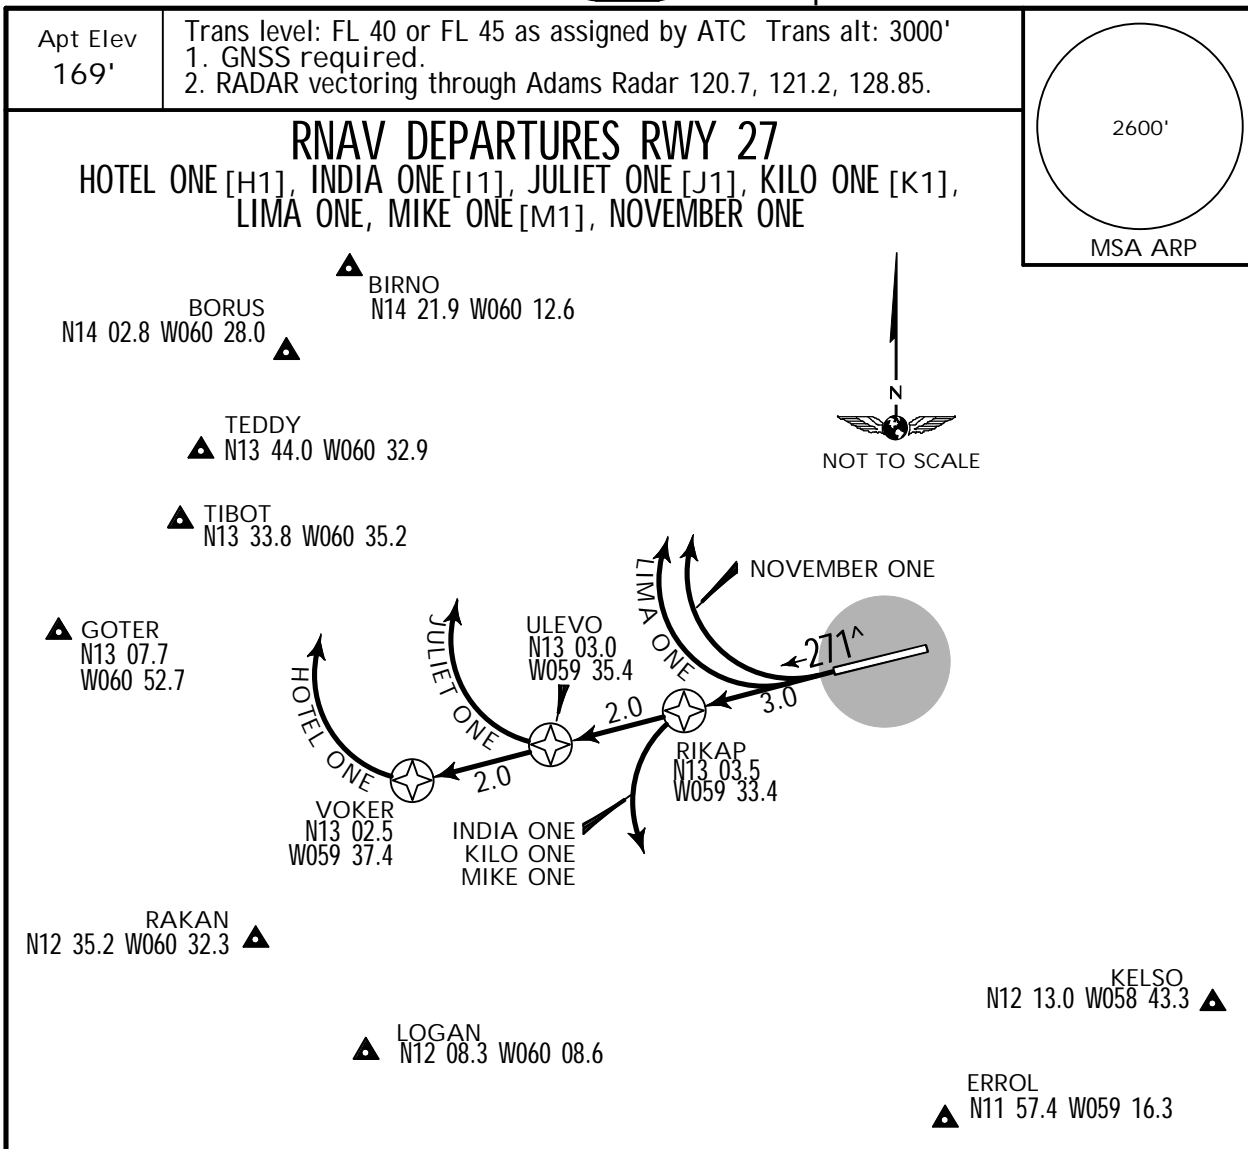 Apt Elev
169'
Trans level: FL 40 or FL 45 as assigned by ATC Trans alt: 3000'
1. GNSS required.
2. RADAR vectoring through Adams Radar 120.7, 121.2, 128.85.
2600'
MSA ARP
RNAV DEPARTURES RWY 27
HOTEL ONE [H1], INDIA ONE [I1], JULIET ONE [J1], KILO ONE [K1],
LIMA ONE, MIKE ONE [M1], NOVEMBER ONE
BIRNO
N14 21.9 W060 12.6
BORUS
N14 02.8 W060 28.0
N
NOT TO SCALE
TEDDY
N13 44.0 W060 32.9
TIBOT
N13 33.8 W060 35.2
NOVEMBER ONE
LIMA ONE
271^
GOTER
N13 07.7
W060 52.7
ULEVO
N13 03.0
W059 35.4
JULIET ONE
HOTEL ONE
3.0
2.0
2.0
RIKAP
N13 03.5
W059 33.4
VOKER
N13 02.5
W059 37.4
INDIA ONE
KILO ONE
MIKE ONE
RAKAN
N12 35.2 W060 32.3
KELSO
N12 13.0 W058 43.3
LOGAN
N12 08.3 W060 08.6
ERROL
N11 57.4 W059 16.3